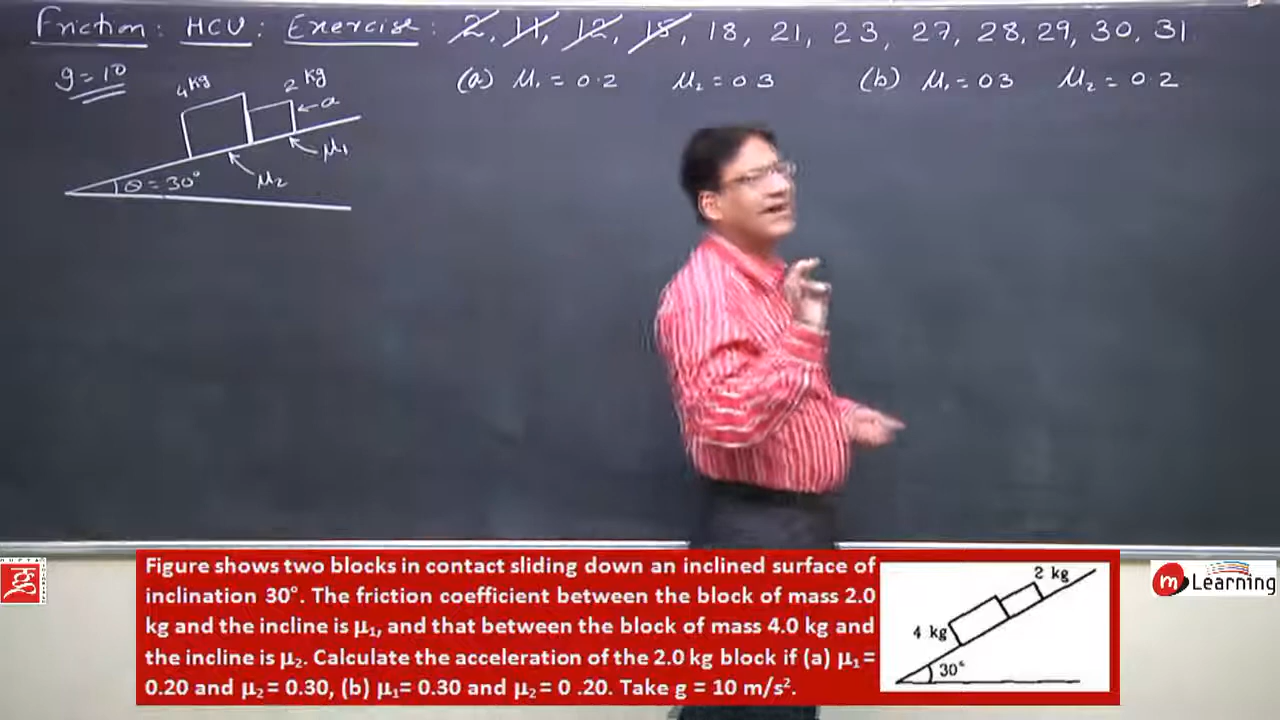 Friction: HCV: Exercise: 2, 11, 12, 15, 18, 21, 23, 27, 28, 29, 30, 31
g = 10
4 kg
2 kg
(a) μ₁ = 0.2 μ₂ = 0.3 (b) μ₁ = 03 μ₂ = 0.2
a
μ₁
θ = 30°
μ₂
Figure shows two blocks in contact sliding down an inclined surface of
inclination 30°. The friction coefficient between the block of mass 2.0
kg and the incline is μ₁, and that between the block of mass 4.0 kg and
the incline is μ₂. Calculate the acceleration of the 2.0 kg block if (a) μ₁ =
0.20 and μ₂ = 0.30, (b) μ₁= 0.30 and μ₂ = 0 .20. Take g = 10 m/s².
2 kg
4 kg
30°
m Learning